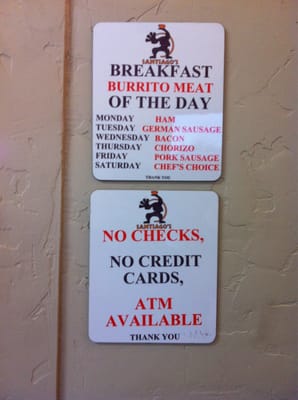 SANTIAGO'S
BREAKFAST
BURRITO MEAT
OF THE DAY
MONDAY HAM
TUESDAY GERMAN SAUSAGE
WEDNESDAY BACON
THURSDAY CHORIZO
FRIDAY PORK SAUSAGE
SATURDAY CHEF'S CHOICE
THANK YOU
SANTIAGO'S
NO CHECKS,
NO CREDIT
CARDS,
ATM
AVAILABLE
THANK YOU